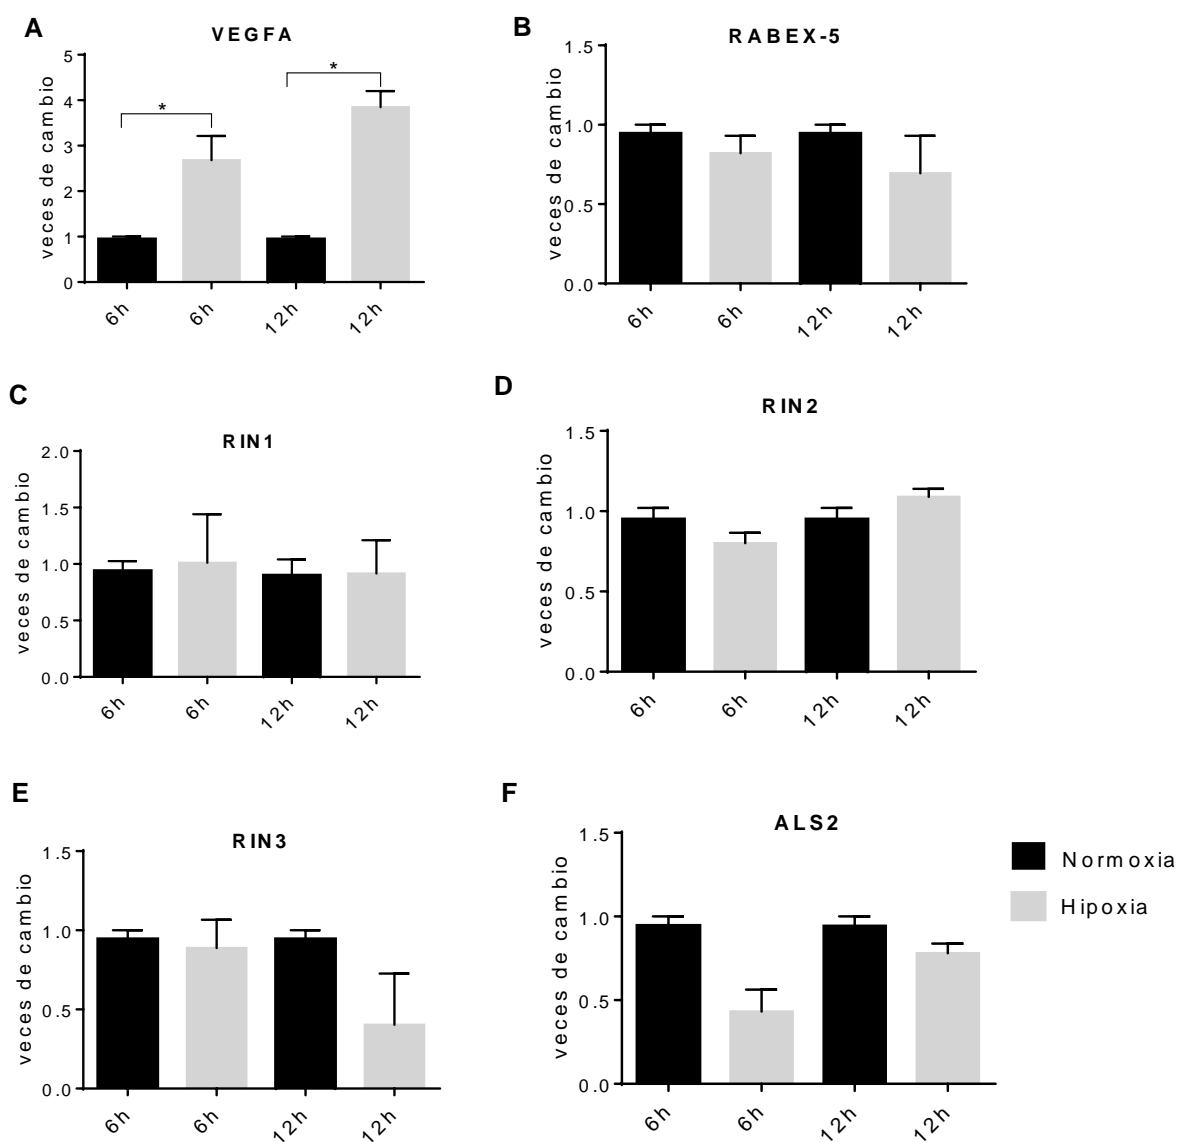 A
VEGFA
veces de cambio
5
4
3
2
1
0
*
*
6h
6h
12h
12h
B
RABEX-5
veces de cambio
1.5
1.0
0.5
0.0
6h
6h
12h
12h
C
RIN1
veces de cambio
2.0
1.5
1.0
0.5
0.0
6h
6h
12h
12h
D
RIN2
veces de cambio
1.5
1.0
0.5
0.0
6h
6h
12h
12h
E
RIN3
veces de cambio
1.5
1.0
0.5
0.0
6h
6h
12h
12h
F
ALS2
veces de cambio
1.5
1.0
0.5
0.0
6h
6h
12h
12h
Normoxia
Hipoxia